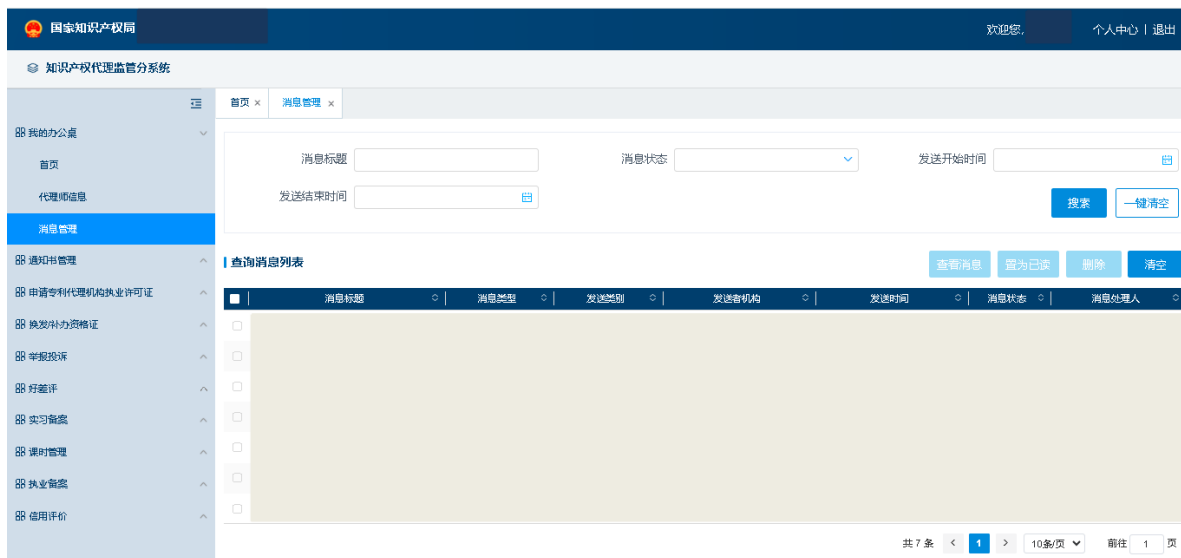 国家知识产权局
欢迎您,
个人中心 | 退出
知识产权代理监管分系统
首页 ×
消息管理 ×
我的办公桌
首页
代理师信息
消息管理
通知书管理
申请专利代理机构执业许可证
换发/补办资格证
举报投诉
好差评
实习备案
课时管理
执业备案
信用评价
消息标题
消息状态
发送开始时间
发送结束时间
搜索
一键清空
查询消息列表
查看消息
置为已读
删除
清空
消息标题
消息类型
发送类别
发送者机构
发送时间
消息状态
消息处理人
共 7 条 < 1 > 10条/页 前往 1 页